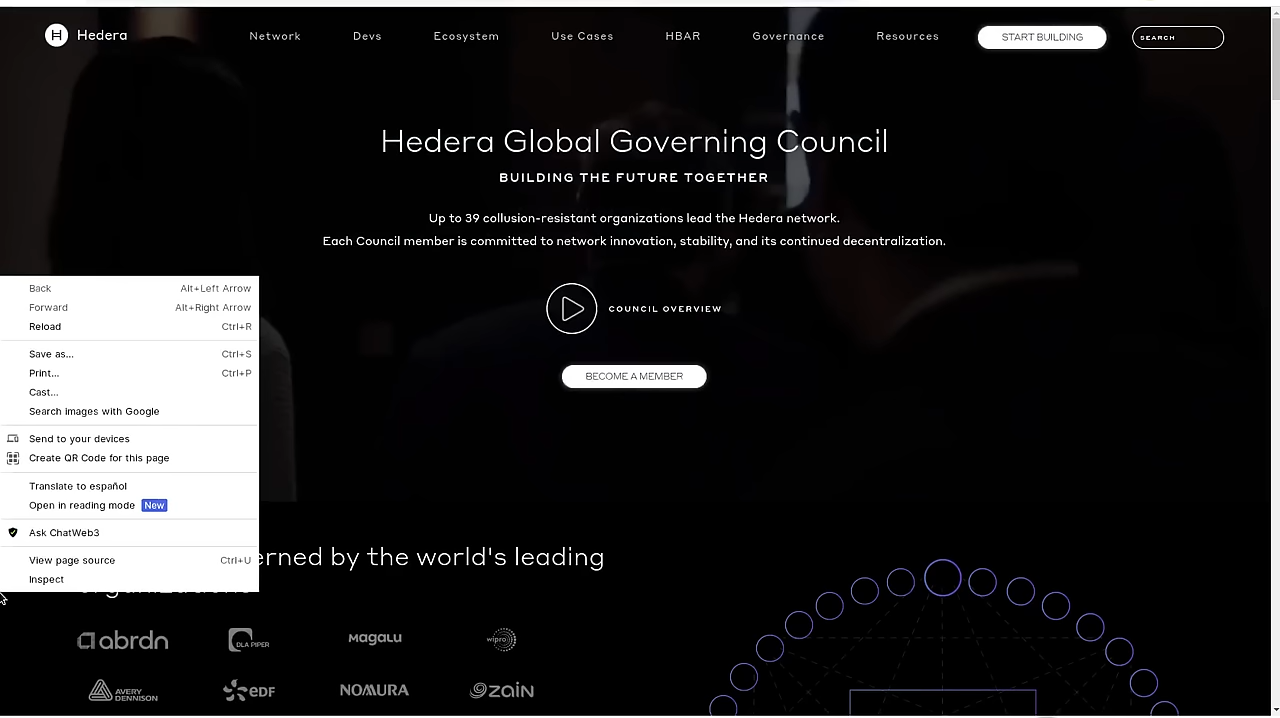 Hedera
Network
Devs
Ecosystem
Use Cases
HBAR
Governance
Resources
START BUILDING
SEARCH
Hedera Global Governing Council
BUILDING THE FUTURE TOGETHER
Up to 39 collusion-resistant organizations lead the Hedera network.
Each Council member is committed to network innovation, stability, and its continued decentralization.
COUNCIL OVERVIEW
BECOME A MEMBER
Back Alt+Left Arrow
Forward Alt+Right Arrow
Reload Ctrl+R
Save as... Ctrl+S
Print... Ctrl+P
Cast...
Search images with Google
Send to your devices
Create QR Code for this page
Translate to español
Open in reading mode New
Ask ChatWeb3
View page source Ctrl+U
Inspect
by the world's leading
abrdn
DLA PIPER
MAGALU
wipro
AVERY DENNISON
eDF
NOMURA
zain